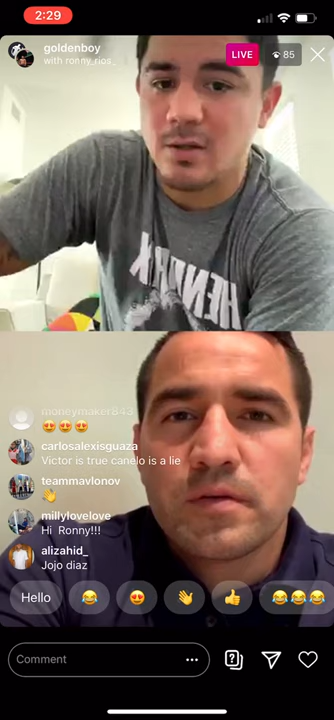 2:29
goldenboy
with ronny_rios_
LIVE
85
HENDRIX
moneymaker843
😍😍😍
carlosalexisguaza
Victor is true canelo is a lie
teammavlonov
👋
millylovelove
Hi Ronny!!!
alizahid_
Jojo diaz
Hello
😂
😍
👋
👍
😂😂😂
Comment